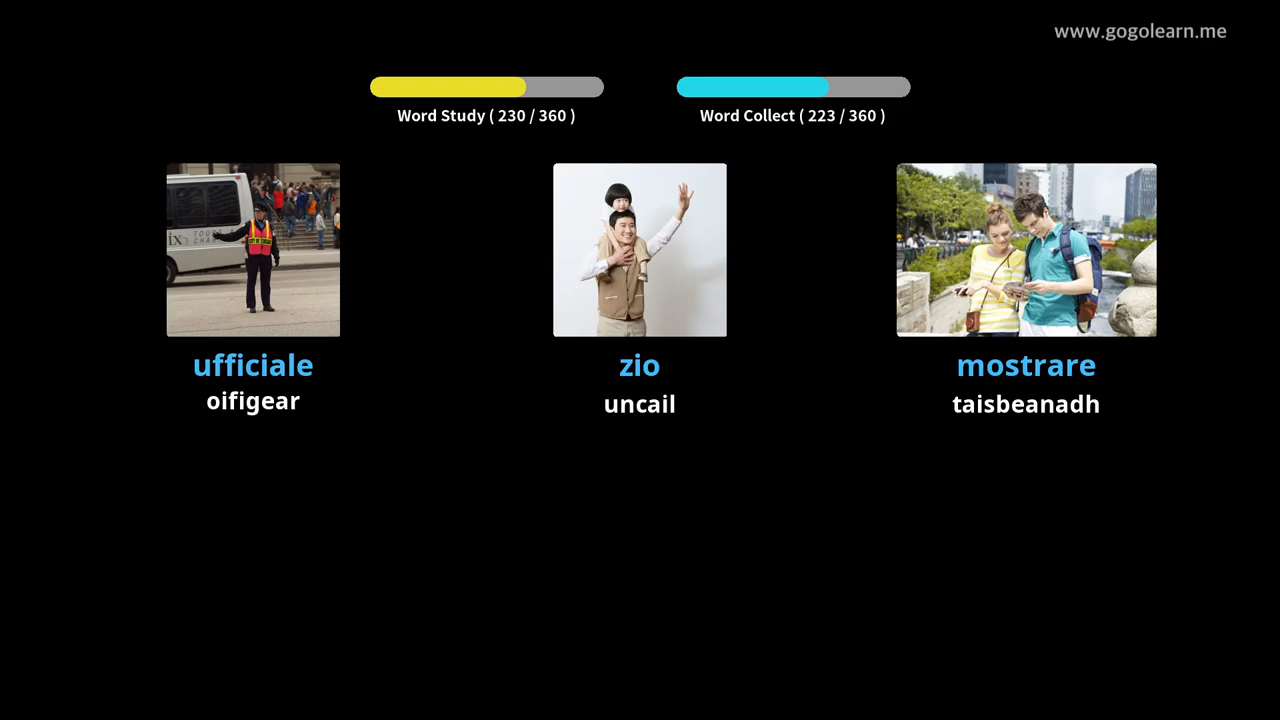 www.gogolearn.me
Word Study ( 230 / 360 )
Word Collect ( 223 / 360 )
ufficiale
oifigear
zio
uncail
mostrare
taisbeanadh